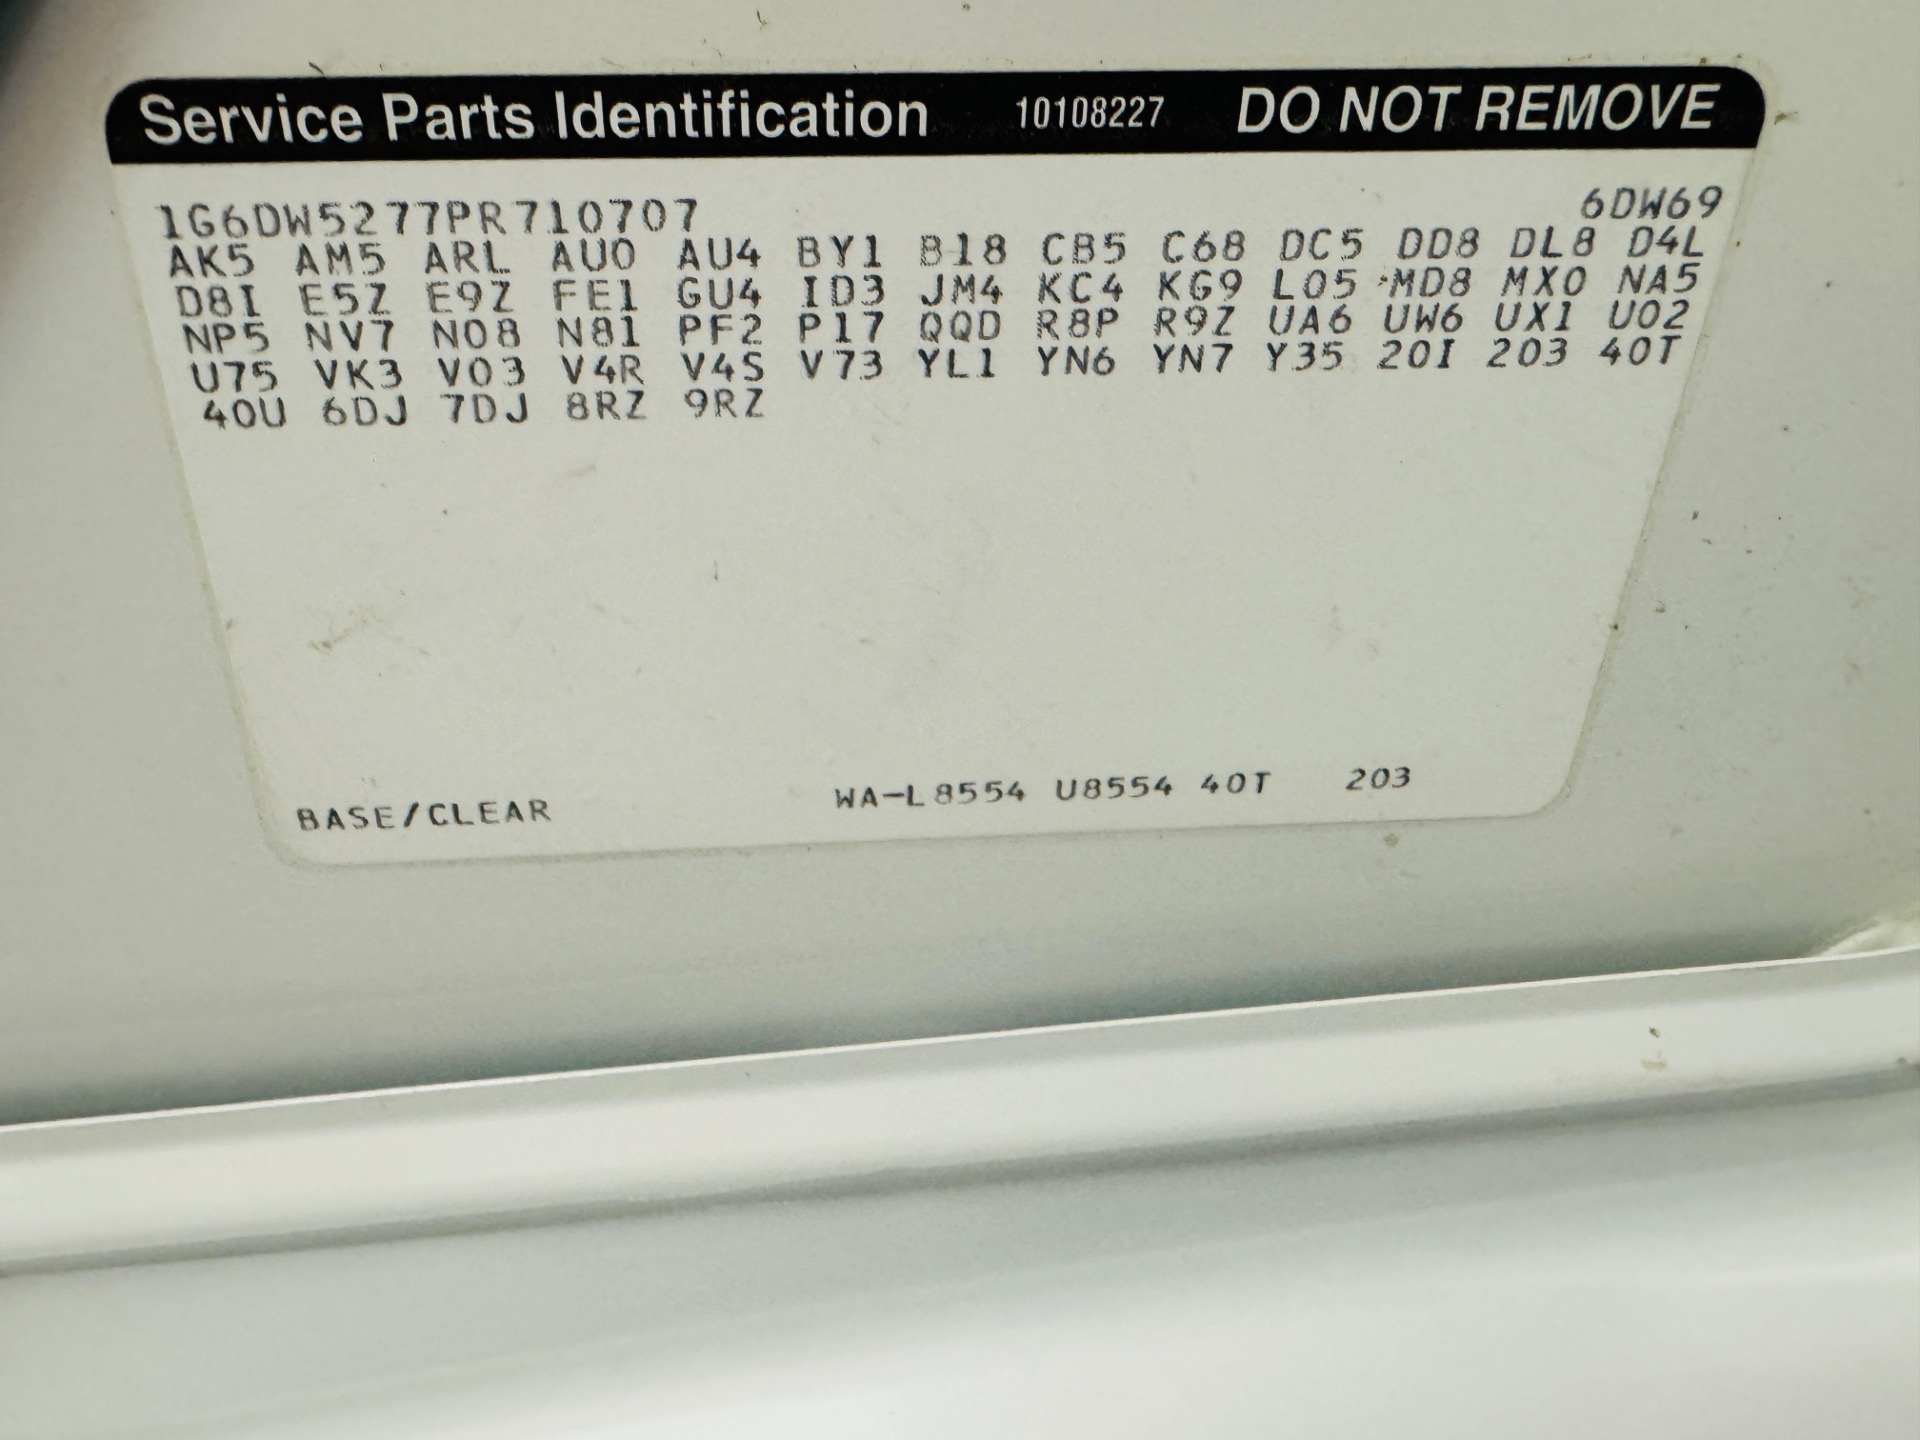 Service Parts Identification 10108227 DO NOT REMOVE
1G6DW5277PR710707 6DW69
AK5 AM5 ARL AU0 AU4 BY1 B18 CB5 C68 DC5 DD8 DL8 D4L
D8I E5Z E9Z FE1 GU4 ID3 JM4 KC4 KG9 L05 MD8 MX0 NA5
NP5 NV7 N08 N81 PF2 P17 QQD R8P R9Z UA6 UW6 UX1 U02
U75 VK3 V03 V4R V4S V73 YL1 YN6 YN7 Y35 20I 203 40T
40U 6DJ 7DJ 8RZ 9RZ
BASE/CLEAR WA-L8554 U8554 40T 203